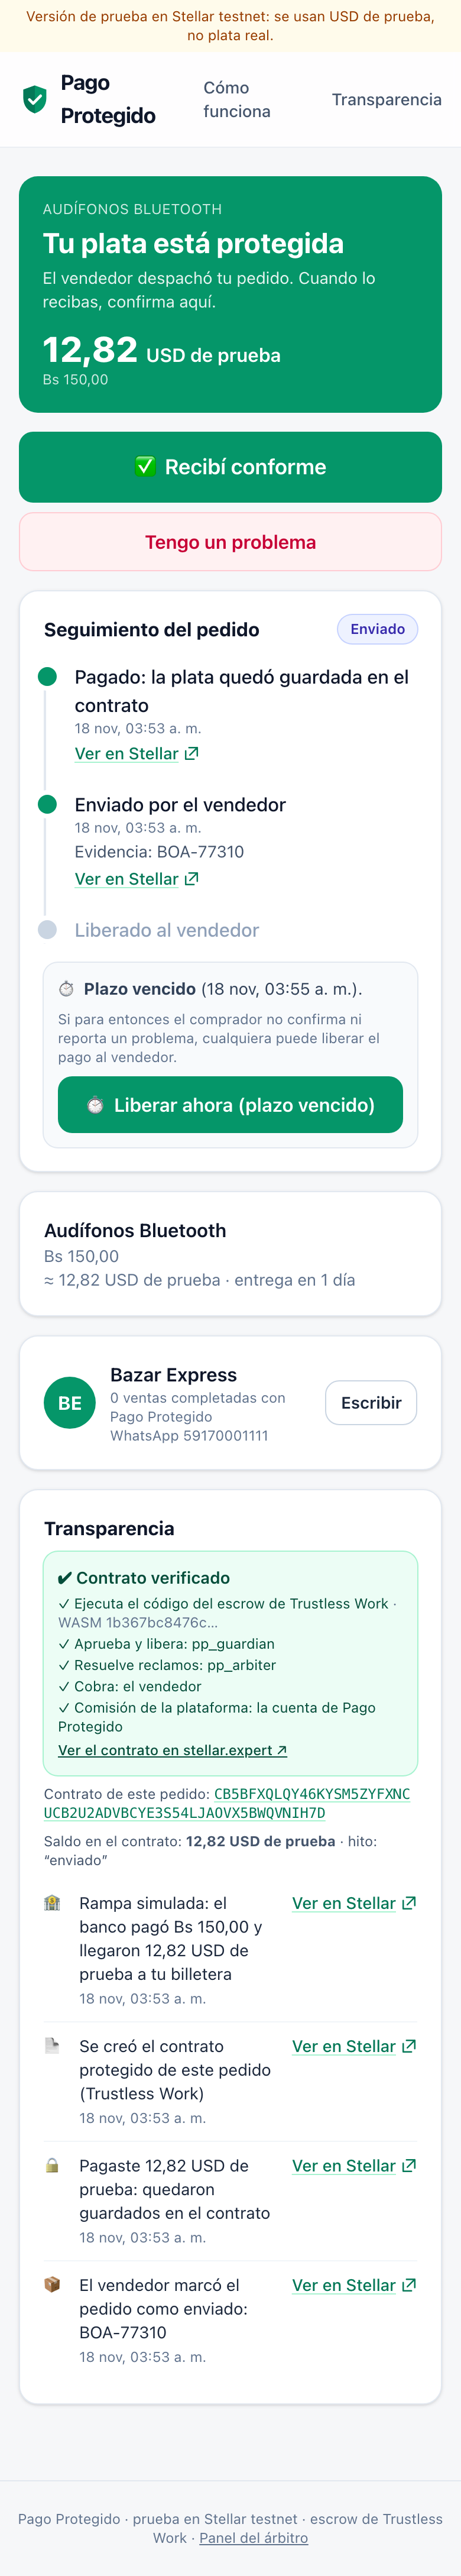 Versión de prueba en Stellar testnet: se usan USD de prueba,
no plata real.
Pago
Protegido
Cómo
funciona
Transparencia
AUDÍFONOS BLUETOOTH
Tu plata está protegida
El vendedor despachó tu pedido. Cuando lo
recibas, confirma aquí.
12,82 USD de prueba
Bs 150,00
✅ Recibí conforme
Tengo un problema
Seguimiento del pedido
Enviado
Pagado: la plata quedó guardada en el
contrato
18 nov, 03:53 a. m.
Ver en Stellar
Enviado por el vendedor
18 nov, 03:53 a. m.
Evidencia: BOA-77310
Ver en Stellar
Liberado al vendedor
⏱ Plazo vencido (18 nov, 03:55 a. m.).
Si para entonces el comprador no confirma ni
reporta un problema, cualquiera puede liberar el
pago al vendedor.
⏱ Liberar ahora (plazo vencido)
Audífonos Bluetooth
Bs 150,00
≈ 12,82 USD de prueba · entrega en 1 día
BE
Bazar Express
0 ventas completadas con
Pago Protegido
WhatsApp 59170001111
Escribir
Transparencia
✔ Contrato verificado
✓ Ejecuta el código del escrow de Trustless Work ·
WASM 1b367bc8476c…
✓ Aprueba y libera: pp_guardian
✓ Resuelve reclamos: pp_arbiter
✓ Cobra: el vendedor
✓ Comisión de la plataforma: la cuenta de Pago
Protegido
Ver el contrato en stellar.expert ↗
Contrato de este pedido: CB5BFXQLQY46KYSM5ZYFXNC
UCB2U2ADVBCYE3S54LJAOVX5BWQVNIH7D
Saldo en el contrato: 12,82 USD de prueba · hito:
“enviado”
Rampa simulada: el
banco pagó Bs 150,00 y
llegaron 12,82 USD de
prueba a tu billetera
18 nov, 03:53 a. m.
Ver en Stellar
Se creó el contrato
protegido de este pedido
(Trustless Work)
18 nov, 03:53 a. m.
Ver en Stellar
Pagaste 12,82 USD de
prueba: quedaron
guardados en el contrato
18 nov, 03:53 a. m.
Ver en Stellar
El vendedor marcó el
pedido como enviado:
BOA-77310
18 nov, 03:53 a. m.
Ver en Stellar
Pago Protegido · prueba en Stellar testnet · escrow de Trustless
Work · Panel del árbitro